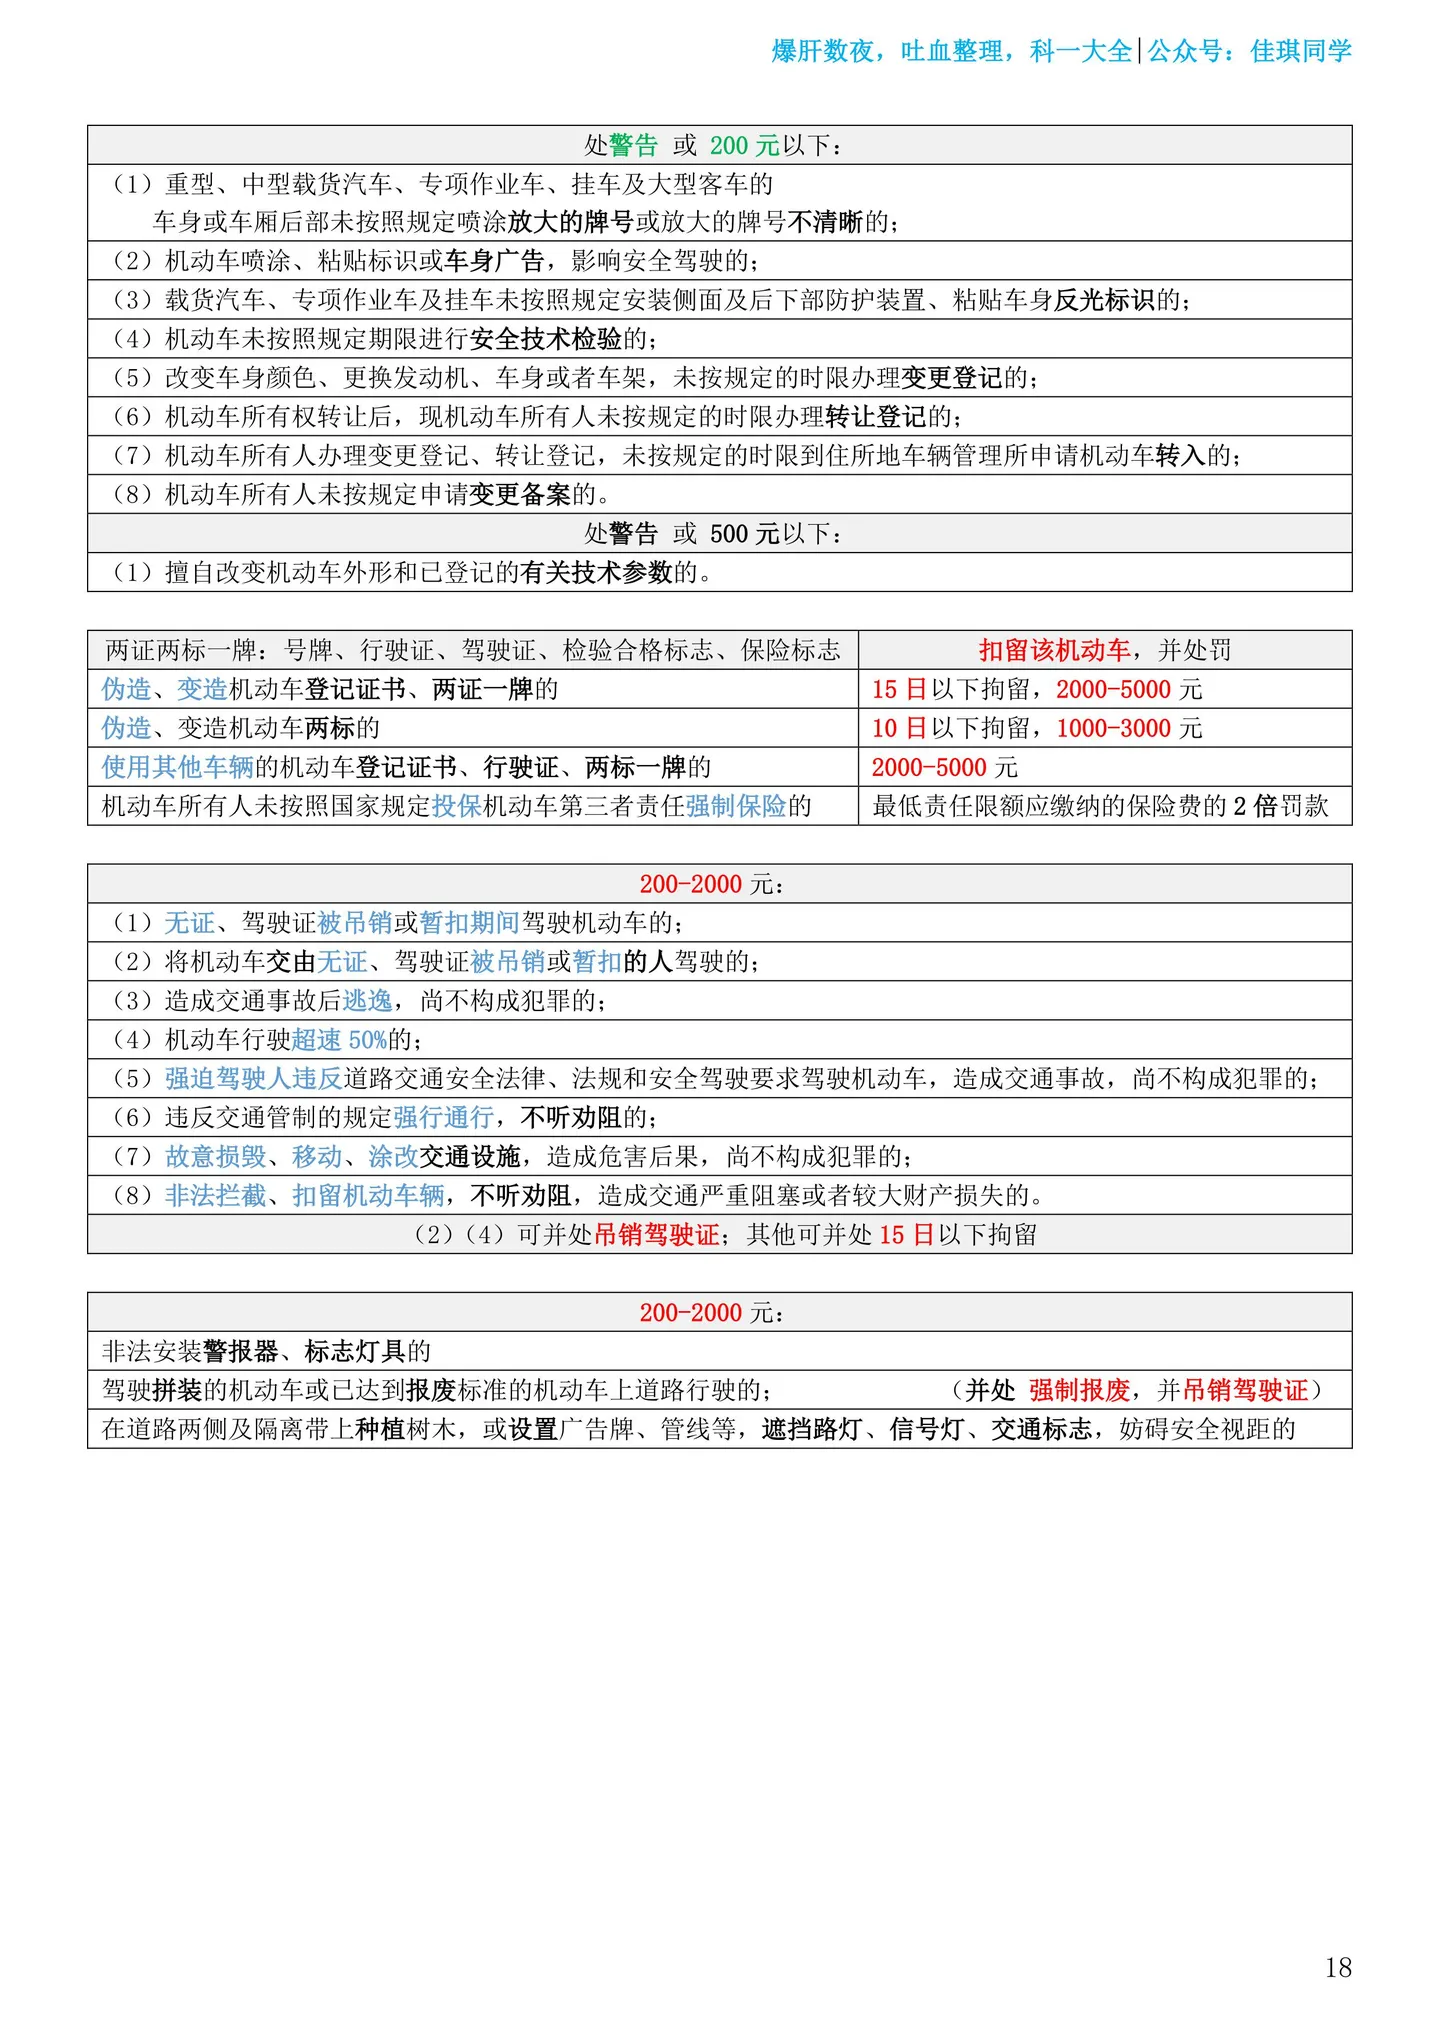 爆肝数夜，吐血整理，科一大全|公众号：佳琪同学
处警告 或 200 元以下：
（1）重型、中型载货汽车、专项作业车、挂车及大型客车的
车身或车厢后部未按照规定喷涂放大的牌号或放大的牌号不清晰的；
（2）机动车喷涂、粘贴标识或车身广告，影响安全驾驶的；
（3）载货汽车、专项作业车及挂车未按照规定安装侧面及后下部防护装置、粘贴车身反光标识的；
（4）机动车未按照规定期限进行安全技术检验的；
（5）改变车身颜色、更换发动机、车身或者车架，未按规定的时限办理变更登记的；
（6）机动车所有权转让后，现机动车所有人未按规定的时限办理转让登记的；
（7）机动车所有人办理变更登记、转让登记，未按规定的时限到住所地车辆管理所申请机动车转入的；
（8）机动车所有人未按规定申请变更备案的。
处警告 或 500 元以下：
（1）擅自改变机动车外形和已登记的有关技术参数的。
两证两标一牌：号牌、行驶证、驾驶证、检验合格标志、保险标志 扣留该机动车，并处罚
伪造、变造机动车登记证书、两证一牌的 15 日以下拘留，2000-5000 元
伪造、变造机动车两标的 10 日以下拘留，1000-3000 元
使用其他车辆的机动车登记证书、行驶证、两标一牌的 2000-5000 元
机动车所有人未按照国家规定投保机动车第三者责任强制保险的 最低责任限额应缴纳的保险费的 2 倍罚款
200-2000 元：
（1）无证、驾驶证被吊销或暂扣期间驾驶机动车的；
（2）将机动车交由无证、驾驶证被吊销或暂扣的人驾驶的；
（3）造成交通事故后逃逸，尚不构成犯罪的；
（4）机动车行驶超速 50%的；
（5）强迫驾驶人违反道路交通安全法律、法规和安全驾驶要求驾驶机动车，造成交通事故，尚不构成犯罪的；
（6）违反交通管制的规定强行通行，不听劝阻的；
（7）故意损毁、移动、涂改交通设施，造成危害后果，尚不构成犯罪的；
（8）非法拦截、扣留机动车辆，不听劝阻，造成交通严重阻塞或者较大财产损失的。
（2）（4）可并处吊销驾驶证；其他可并处 15 日以下拘留
200-2000 元：
非法安装警报器、标志灯具的
驾驶拼装的机动车或已达到报废标准的机动车上道路行驶的； （并处 强制报废，并吊销驾驶证）
在道路两侧及隔离带上种植树木，或设置广告牌、管线等，遮挡路灯、信号灯、交通标志，妨碍安全视距的
18